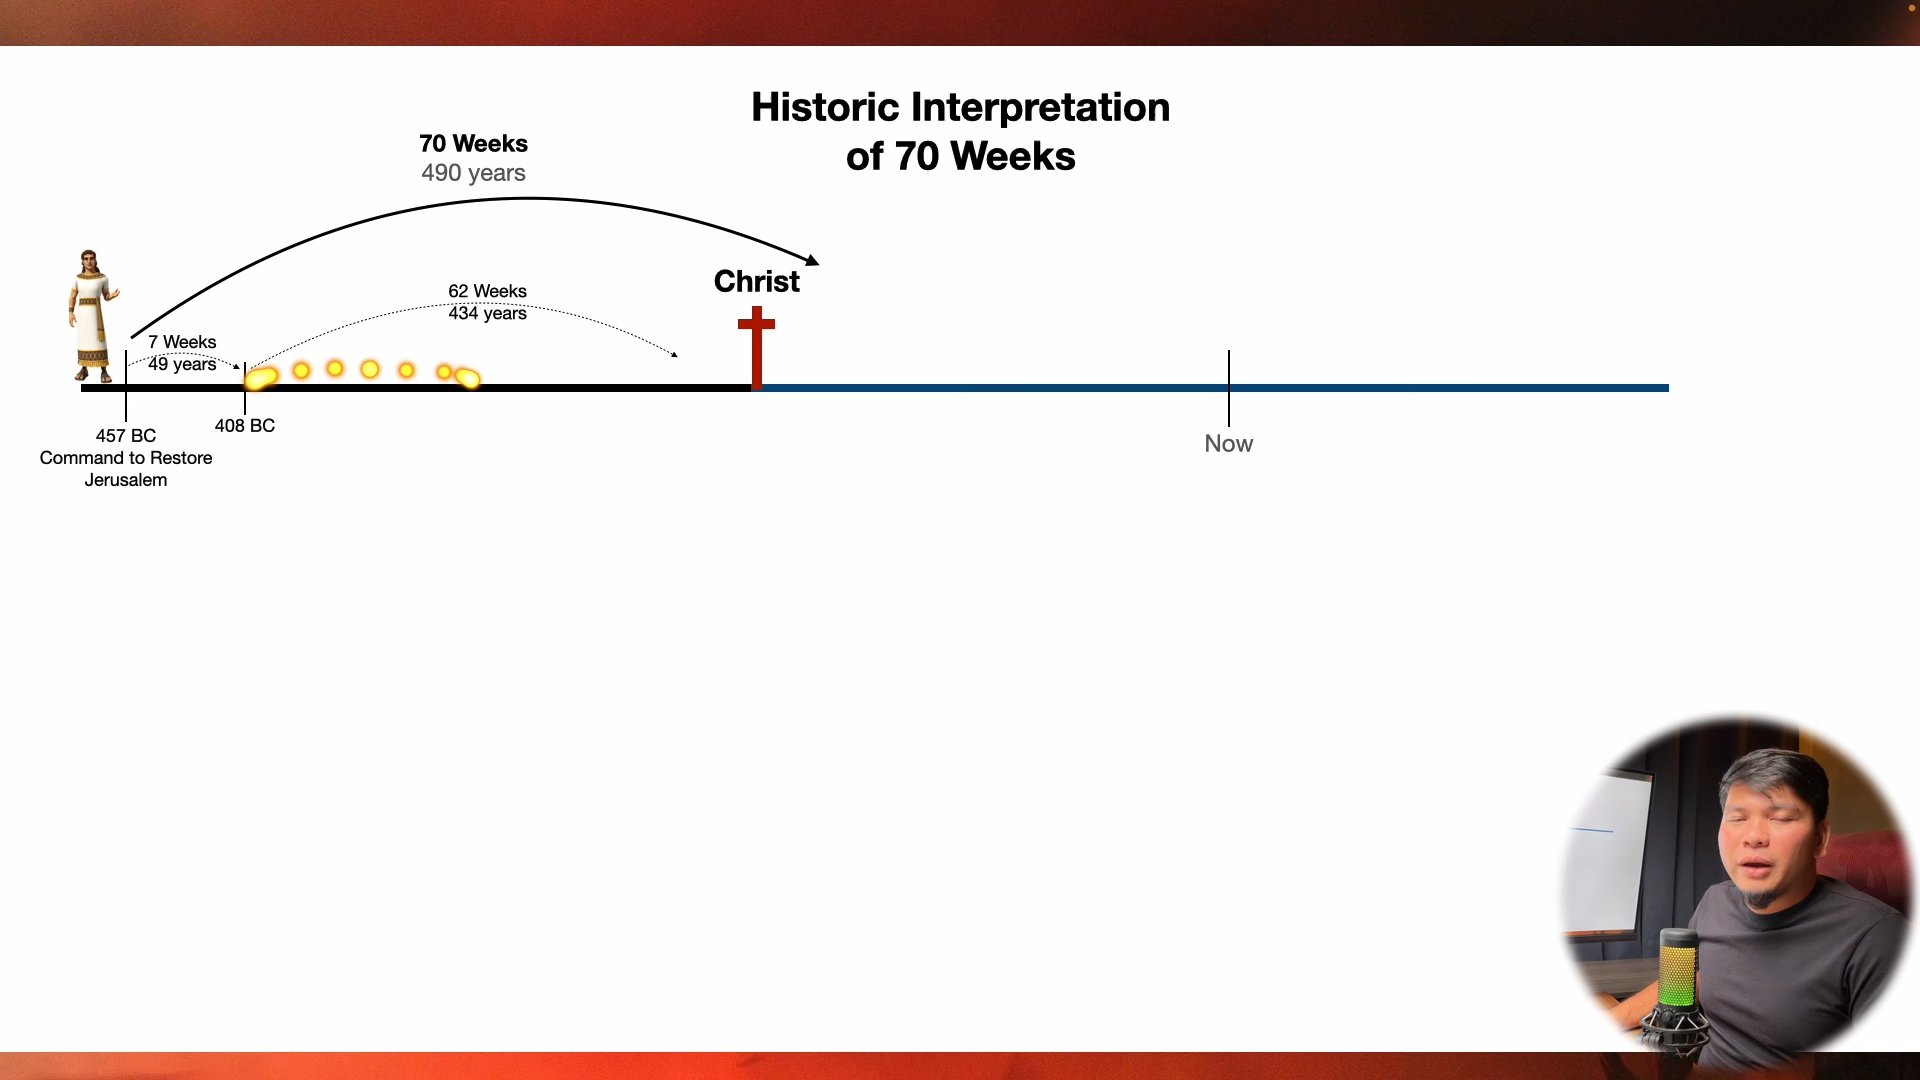 Historic Interpretation
of 70 Weeks
70 Weeks
490 years
Christ
62 Weeks
434 years
7 Weeks
49 years
408 BC
457 BC
Command to Restore
Jerusalem
Now